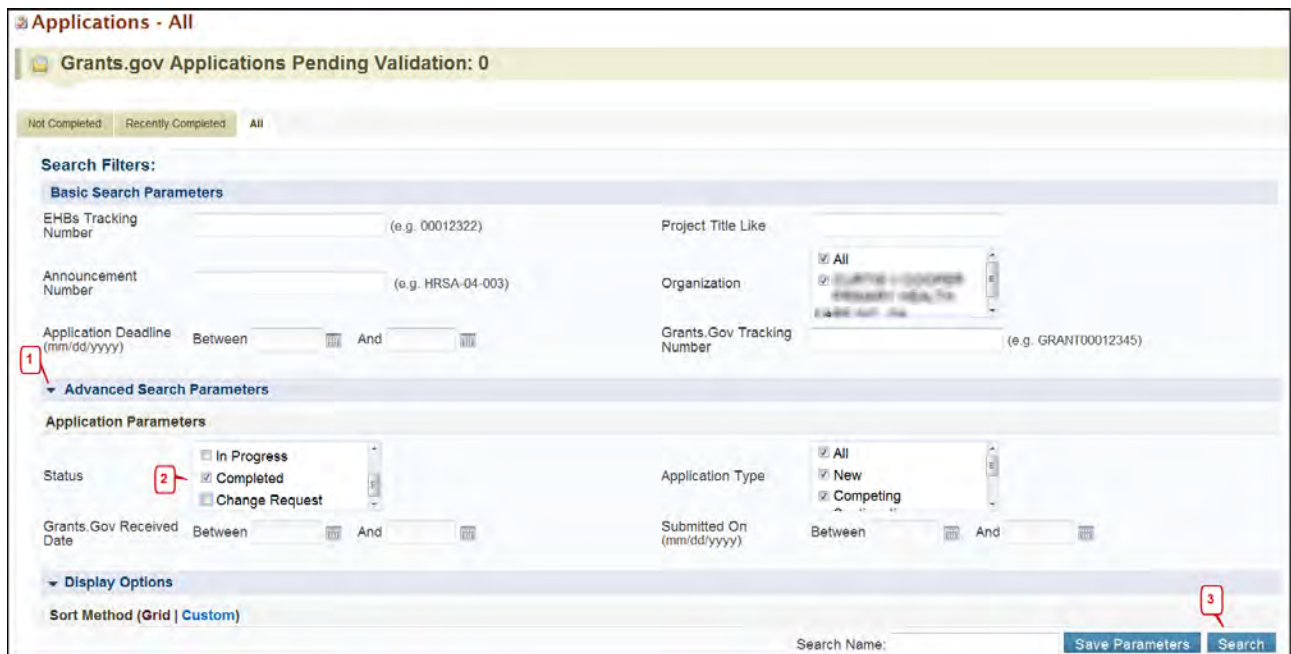 Applications - All
Grants.gov Applications Pending Validation: 0
Not Completed Recently Completed All
Search Filters:
Basic Search Parameters
EHBs Tracking
Number
(e.g. 00012322)
Project Title Like
Announcement
Number
(e.g. HRSA-04-003)
Organization
All
Application Deadline
(mm/dd/yyyy)
Between And
Grants.Gov Tracking
Number
(e.g. GRANT00012345)
1
Advanced Search Parameters
Application Parameters
Status
2
In Progress
Completed
Change Request
Application Type
All
New
Competing
Grants.Gov Received
Date
Between And
Submitted On
(mm/dd/yyyy)
Between And
Display Options
Sort Method (Grid | Custom)
3
Search Name: Save Parameters Search